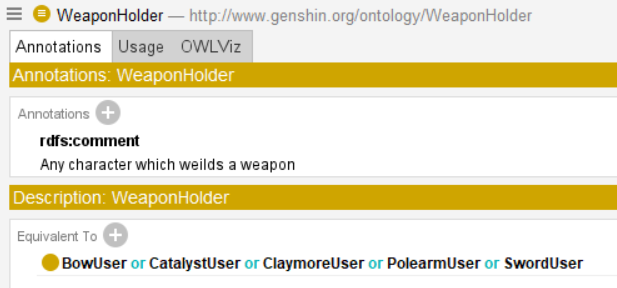 WeaponHolder — http://www.genshin.org/ontology/WeaponHolder
Annotations Usage OWLViz
Annotations: WeaponHolder
Annotations
rdfs:comment
Any character which weilds a weapon
Description: WeaponHolder
Equivalent To
BowUser or CatalystUser or ClaymoreUser or PolearmUser or SwordUser